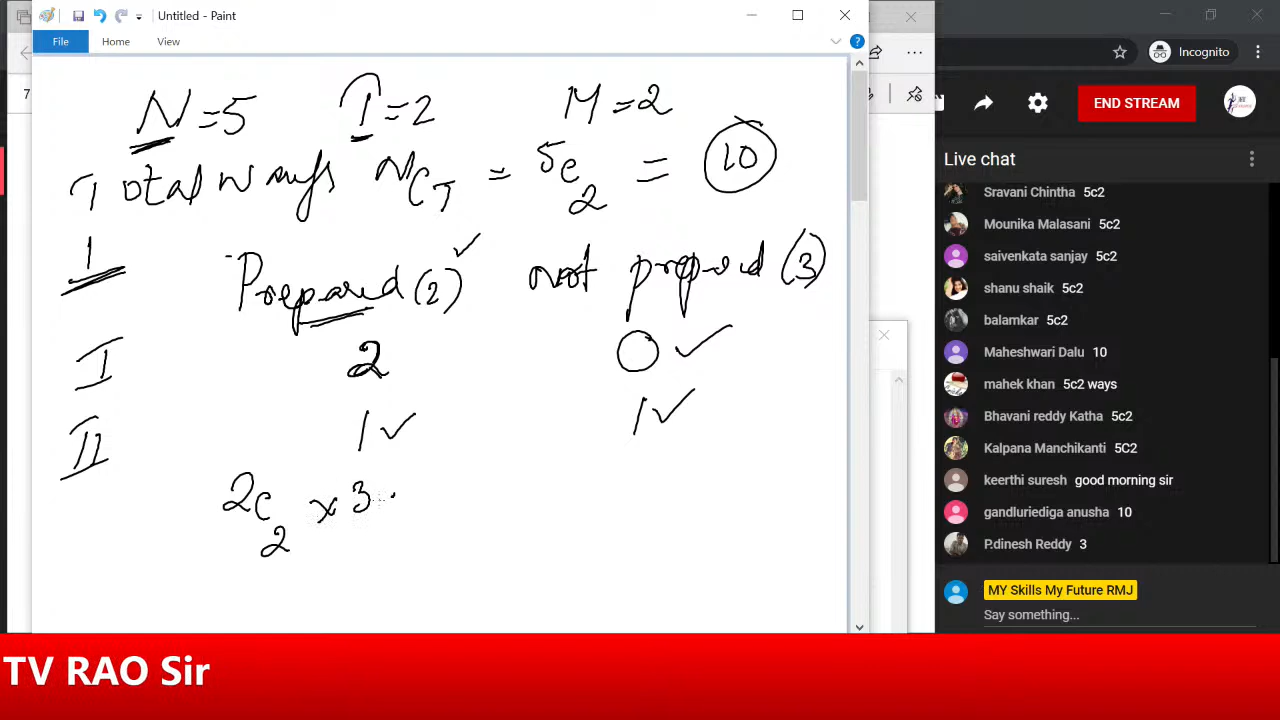 Untitled - Paint
File Home View
7
N = 5 T = 2 M = 2
Total ways NCT = 5c2 = 10
1 Prepared (2) not prepared (3)
I 2 0
II 1 1
2c2 x 3
Incognito
END STREAM
Live chat
Sravani Chintha 5c2
Mounika Malasani 5c2
saivenkata sanjay 5c2
shanu shaik 5c2
balamkar 5c2
Maheshwari Dalu 10
mahek khan 5c2 ways
Bhavani reddy Katha 5c2
Kalpana Manchikanti 5C2
keerthi suresh good morning sir
gandluriediga anusha 10
P.dinesh Reddy 3
MY Skills My Future RMJ
Say something...
TV RAO Sir